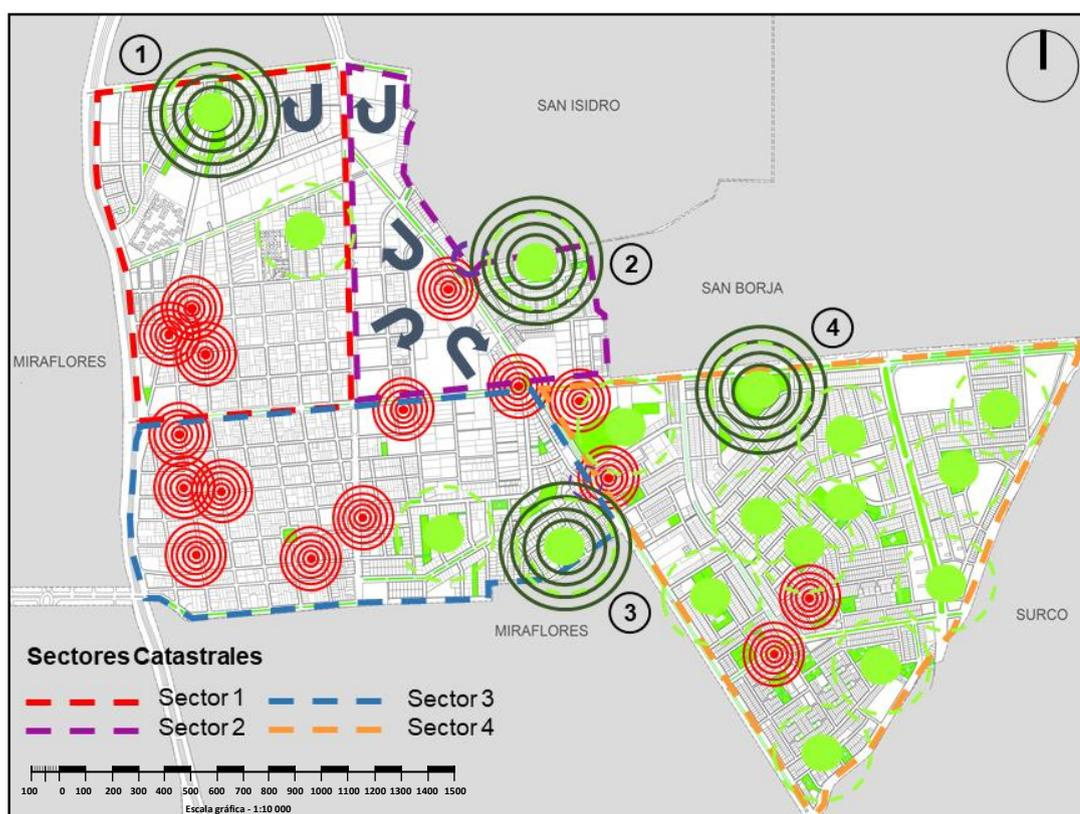 1
SAN ISIDRO
2
SAN BORJA
4
MIRAFLORES
3
MIRAFLORES
SURCO
Sectores Catastrales
Sector 1
Sector 3
Sector 2
Sector 4
100 0 100 200 300 400 500 600 700 800 900 1000 1100 1200 1300 1400 1500
Escala gráfica - 1:10 000